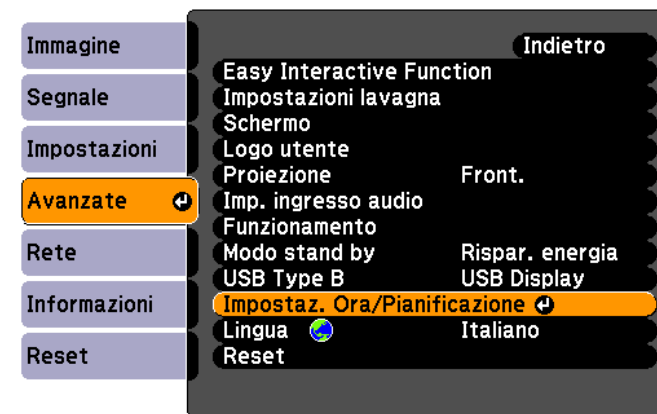 Immagine
Segnale
Impostazioni
Avanzate
Rete
Informazioni
Reset
Indietro
Easy Interactive Function
Impostazioni lavagna
Schermo
Logo utente
Proiezione Front.
Imp. ingresso audio
Funzionamento
Modo stand by Rispar. energia
USB Type B USB Display
Impostaz. Ora/Pianificazione
Lingua Italiano
Reset